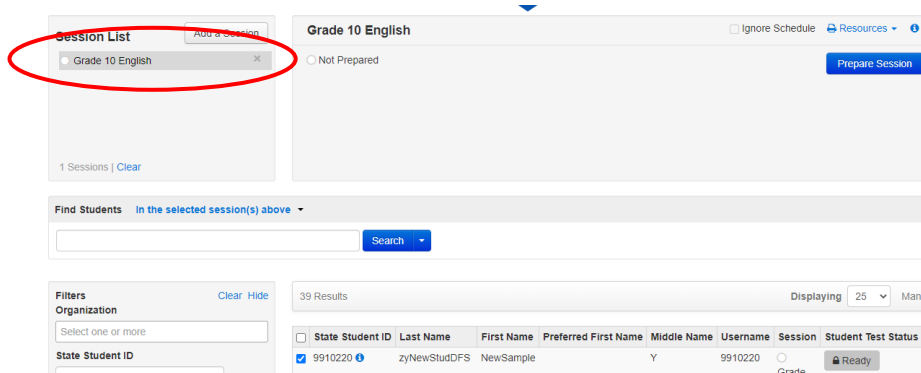 Session List
Add a Session
Grade 10 English
1 Sessions | Clear
Grade 10 English
Ignore Schedule
Resources
Not Prepared
Prepare Session
Find Students In the selected session(s) above
Search
Filters
Clear Hide
Organization
Select one or more
State Student ID
39 Results
Displaying 25 Man
State Student ID Last Name First Name Preferred First Name Middle Name Username Session Student Test Status
9910220 zyNewStudDFS NewSample Y 9910220 Ready
Grade